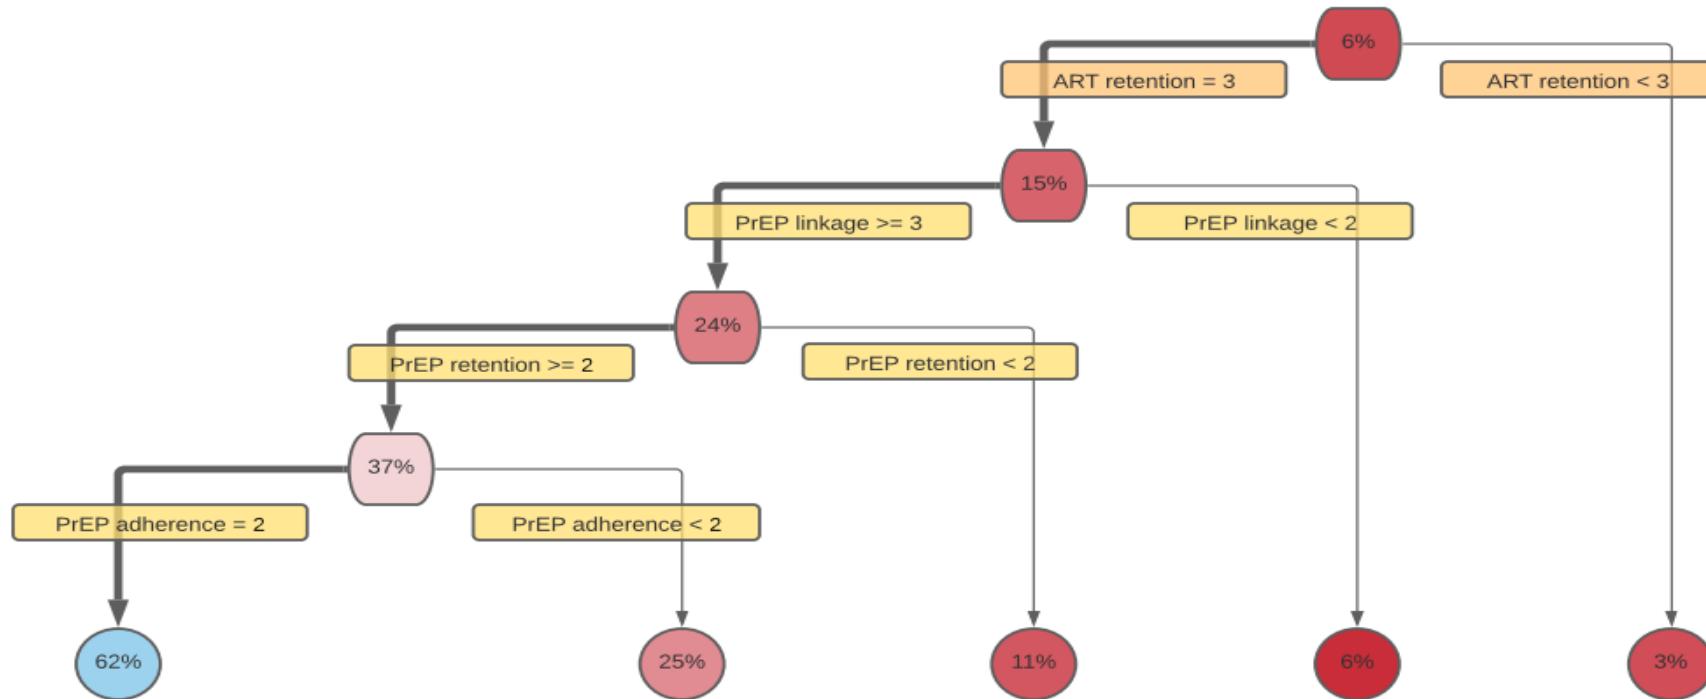 6%
ART retention = 3
ART retention < 3
15%
PrEP linkage >= 3
PrEP linkage < 2
24%
PrEP retention >= 2
PrEP retention < 2
37%
PrEP adherence = 2
PrEP adherence < 2
62%
25%
11%
6%
3%